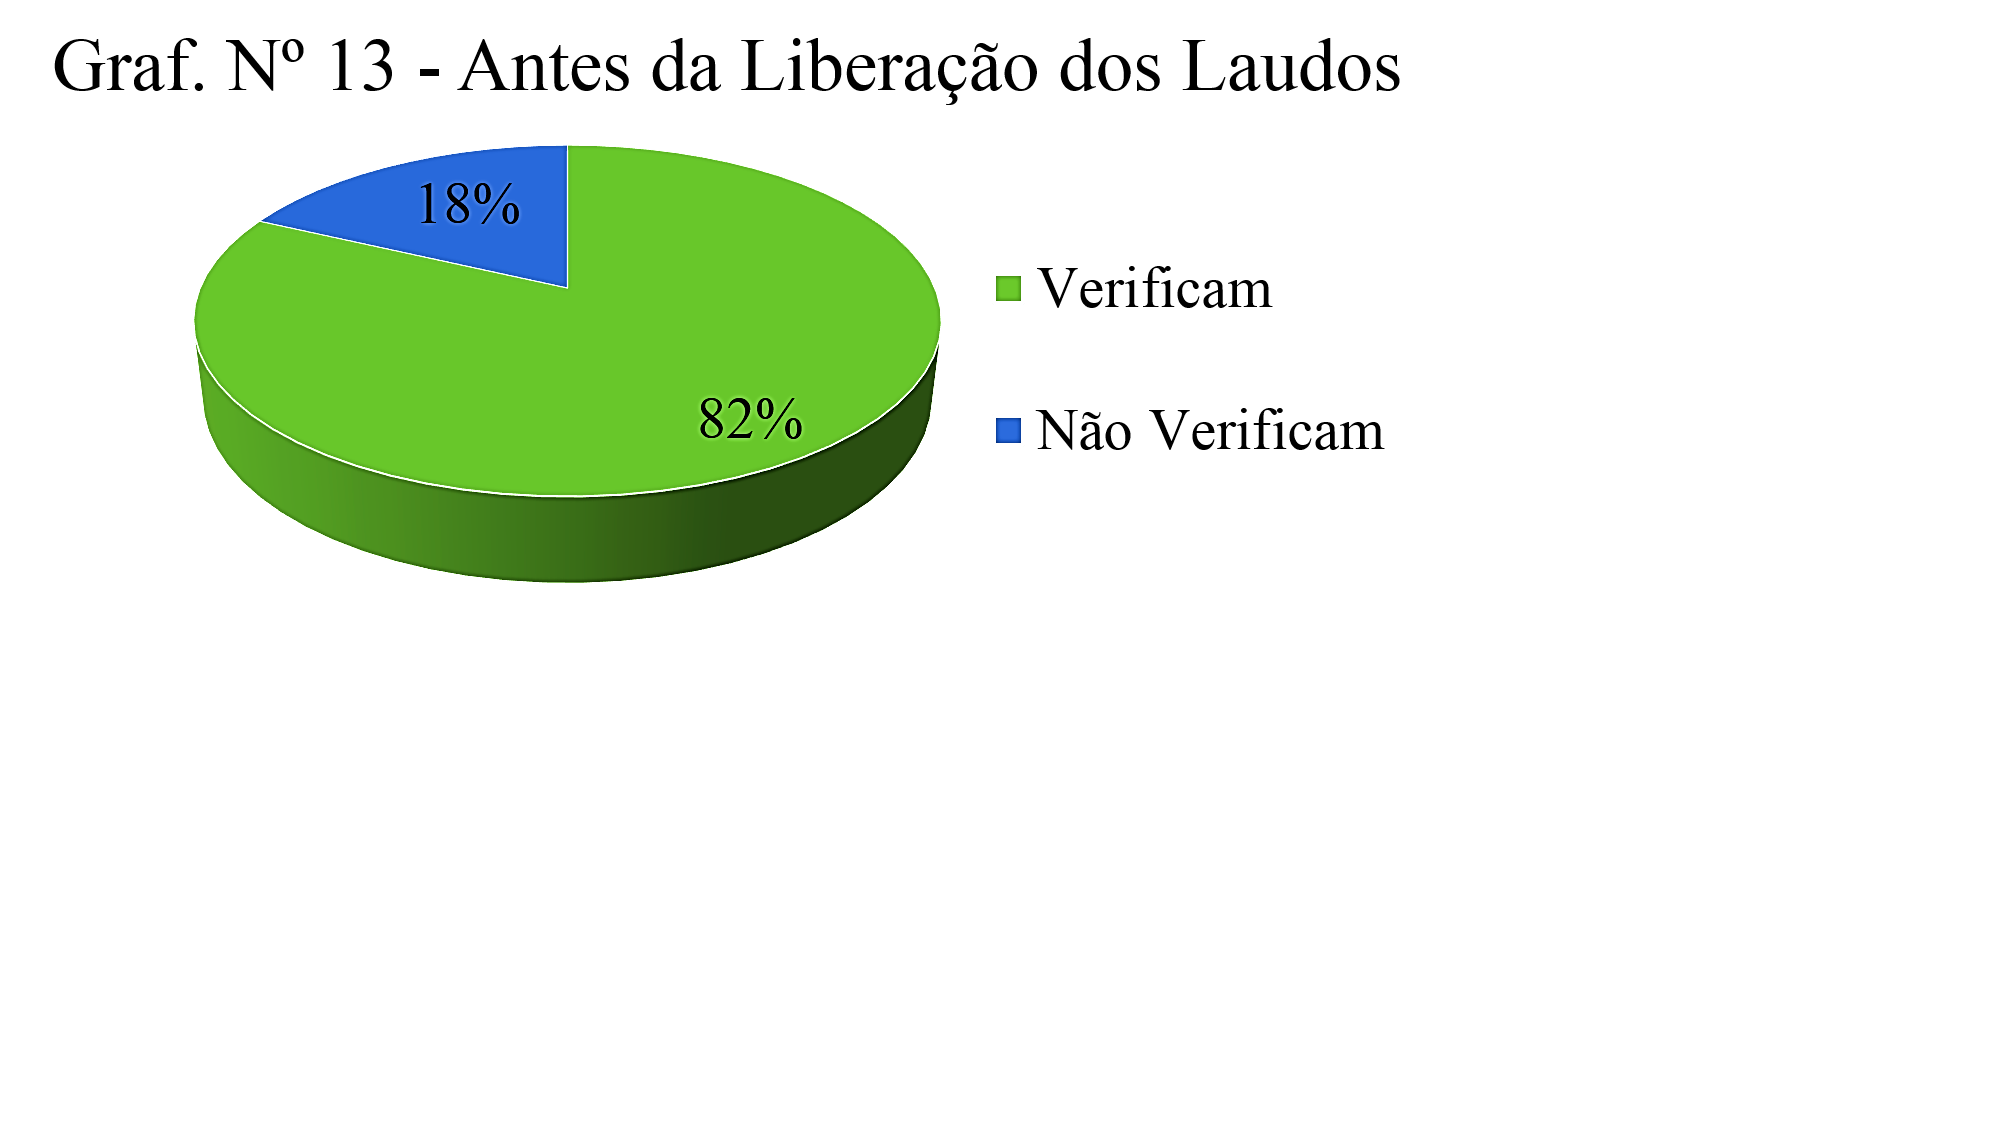 Graf. Nº 13 - Antes da Liberação dos Laudos
18%
Verificam
82%
Não Verificam